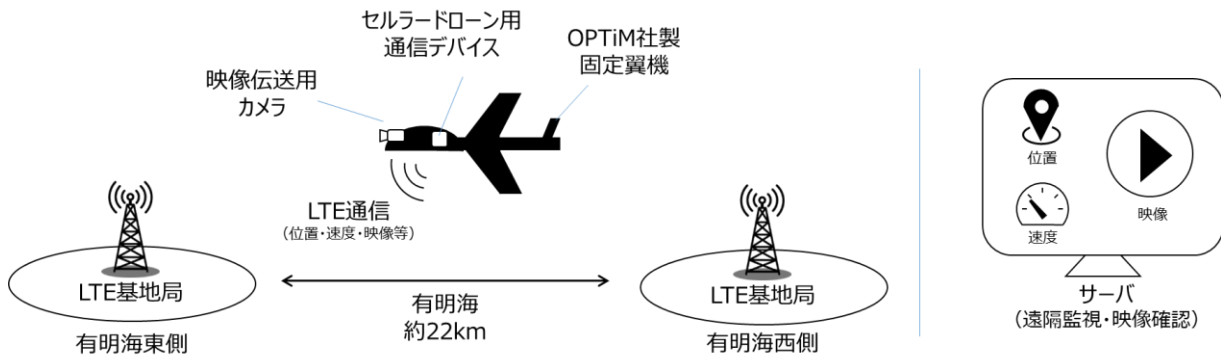 セルラードローン用
通信デバイス
OPTiM社製
固定翼機
映像伝送用
カメラ
LTE通信
(位置・速度・映像等)
LTE基地局
有明海東側
有明海
約22km
LTE基地局
有明海西側
位置
速度
映像
サーバ
(遠隔監視・映像確認)